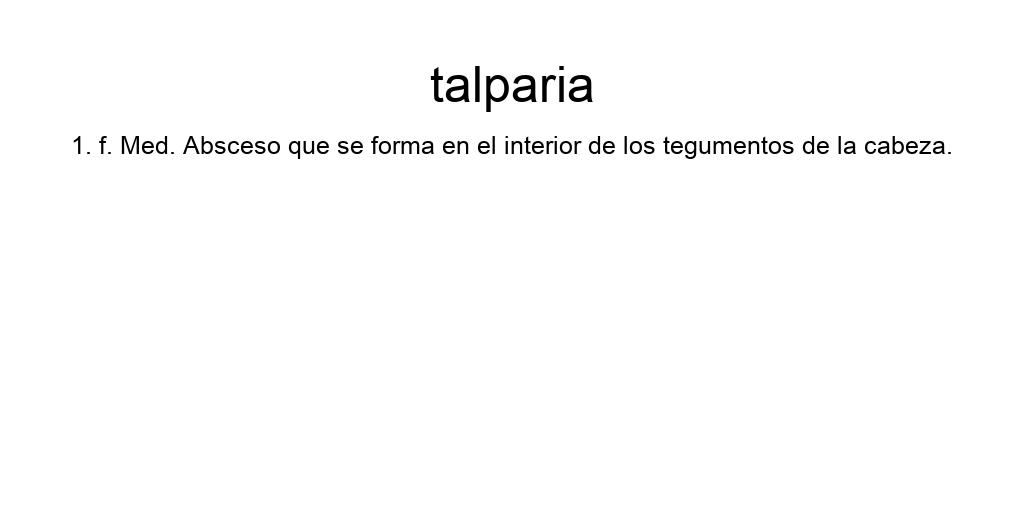 talparia
1. f. Med. Absceso que se forma en el interior de los tegumentos de la cabeza.